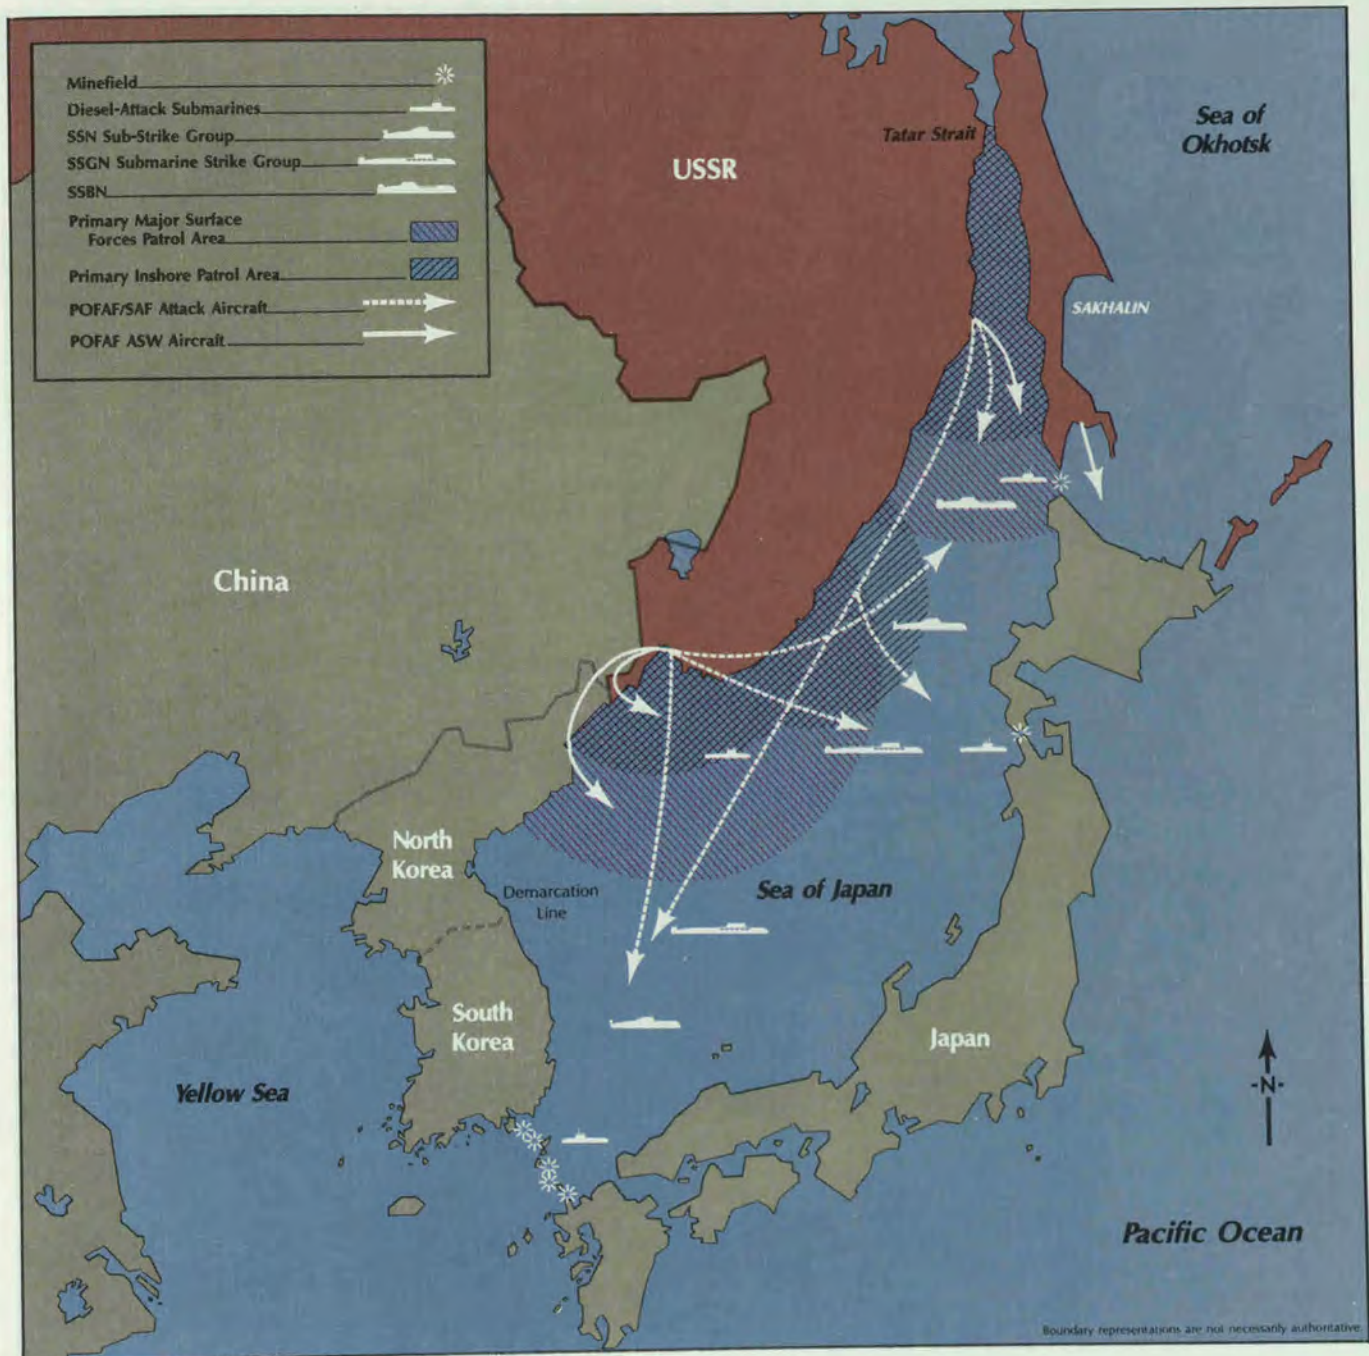 Minefield
Diesel-Attack Submarines
SSN Sub-Strike Group
SSGN Submarine Strike Group
SSBN
Primary Major Surface
Forces Patrol Area
Primary Inshore Patrol Area
POFAF/SAF Attack Aircraft
POFAF ASW Aircraft
Sea of
Okhotsk
Tatar Strait
USSR
SAKHALIN
China
North
Korea
Demarcation
Line
Sea of Japan
South
Korea
Japan
Yellow Sea
-N-
Pacific Ocean
Boundary representations are not necessarily authoritative.